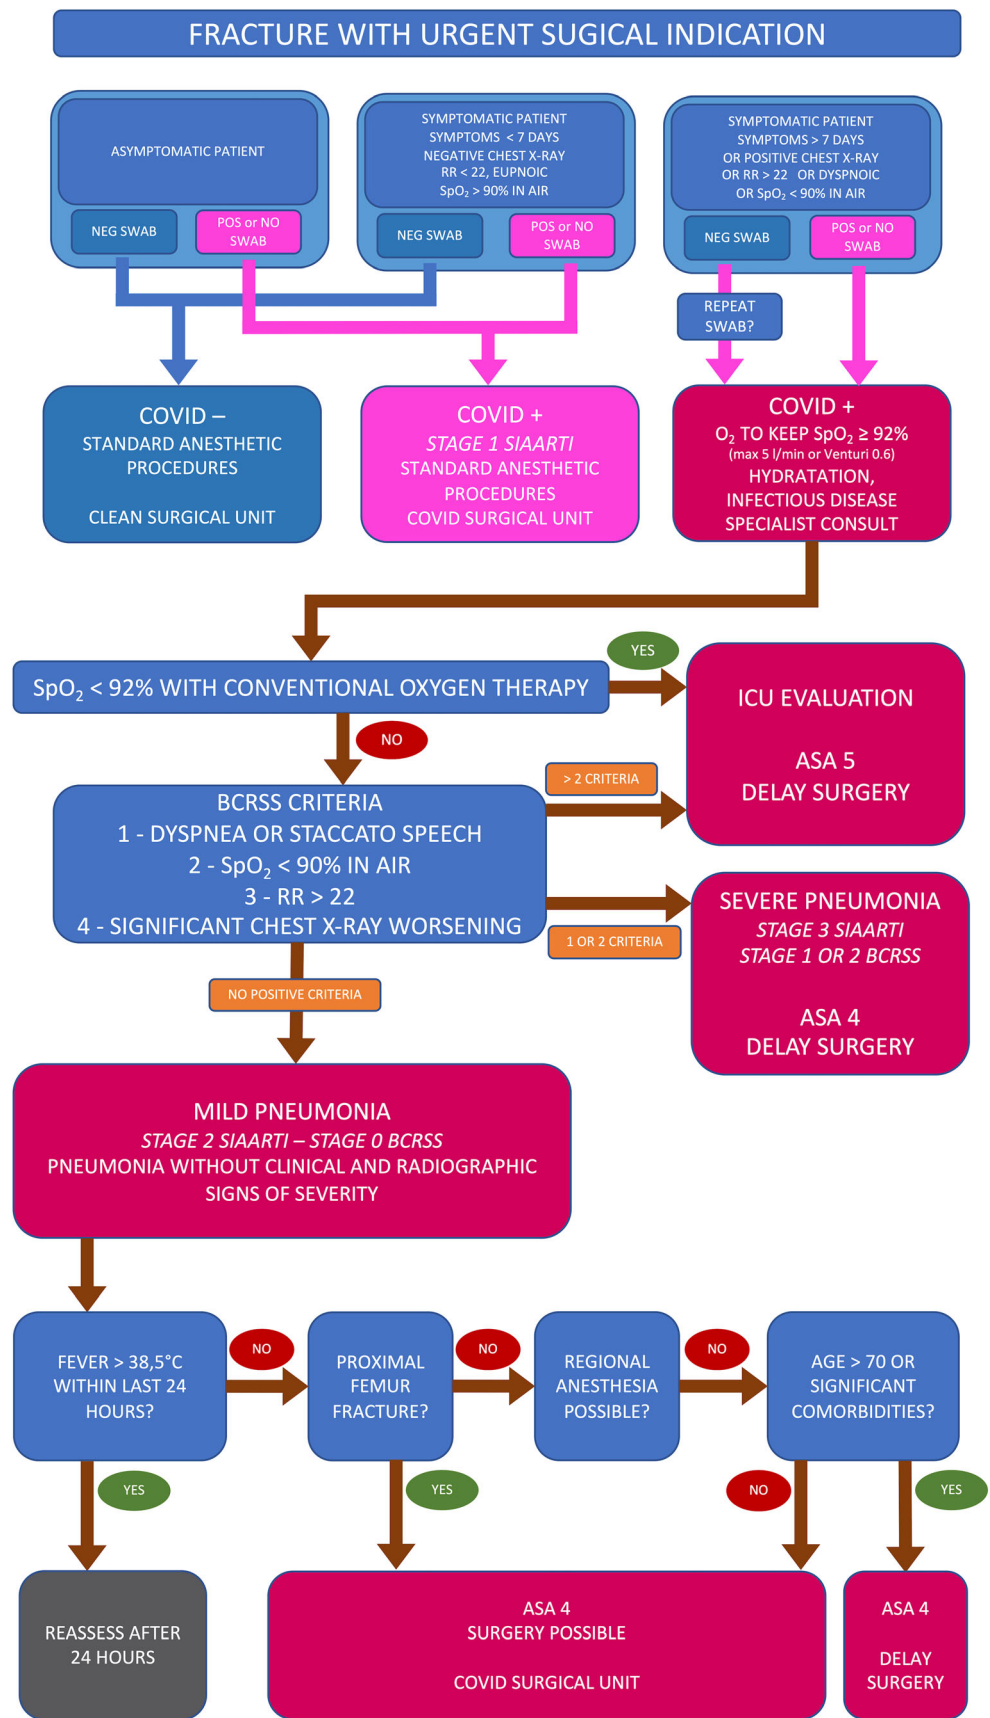 FRACTURE WITH URGENT SUGICAL INDICATION
ASYMPTOMATIC PATIENT
NEG SWAB
POS or NO
SWAB
SYMPTOMATIC PATIENT
SYMPTOMS < 7 DAYS
NEGATIVE CHEST X-RAY
RR < 22, EUPNOIC
SpO₂ > 90% IN AIR
NEG SWAB
POS or NO
SWAB
SYMPTOMATIC PATIENT
SYMPTOMS > 7 DAYS
OR POSITIVE CHEST X-RAY
OR RR > 22 OR DYSPNOIC
OR SpO₂ < 90% IN AIR
NEG SWAB
POS or NO
SWAB
REPEAT
SWAB?
COVID –
STANDARD ANESTHETIC
PROCEDURES
CLEAN SURGICAL UNIT
COVID +
STAGE 1 SIAARTI
STANDARD ANESTHETIC
PROCEDURES
COVID SURGICAL UNIT
COVID +
O₂ TO KEEP SpO₂ ≥ 92%
(max 5 l/min or Venturi 0.6)
HYDRATATION,
INFECTIOUS DISEASE
SPECIALIST CONSULT
SpO₂ < 92% WITH CONVENTIONAL OXYGEN THERAPY
YES
NO
ICU EVALUATION
ASA 5
DELAY SURGERY
BCRSS CRITERIA
1 - DYSPNEA OR STACCATO SPEECH
2 - SpO₂ < 90% IN AIR
3 - RR > 22
4 - SIGNIFICANT CHEST X-RAY WORSENING
> 2 CRITERIA
1 OR 2 CRITERIA
NO POSITIVE CRITERIA
SEVERE PNEUMONIA
STAGE 3 SIAARTI
STAGE 1 OR 2 BCRSS
ASA 4
DELAY SURGERY
MILD PNEUMONIA
STAGE 2 SIAARTI – STAGE 0 BCRSS
PNEUMONIA WITHOUT CLINICAL AND RADIOGRAPHIC
SIGNS OF SEVERITY
FEVER > 38,5°C
WITHIN LAST 24
HOURS?
NO
PROXIMAL
FEMUR
FRACTURE?
NO
REGIONAL
ANESTHESIA
POSSIBLE?
NO
AGE > 70 OR
SIGNIFICANT
COMORBIDITIES?
YES
YES
NO
YES
REASSESS AFTER
24 HOURS
ASA 4
SURGERY POSSIBLE
COVID SURGICAL UNIT
ASA 4
DELAY
SURGERY